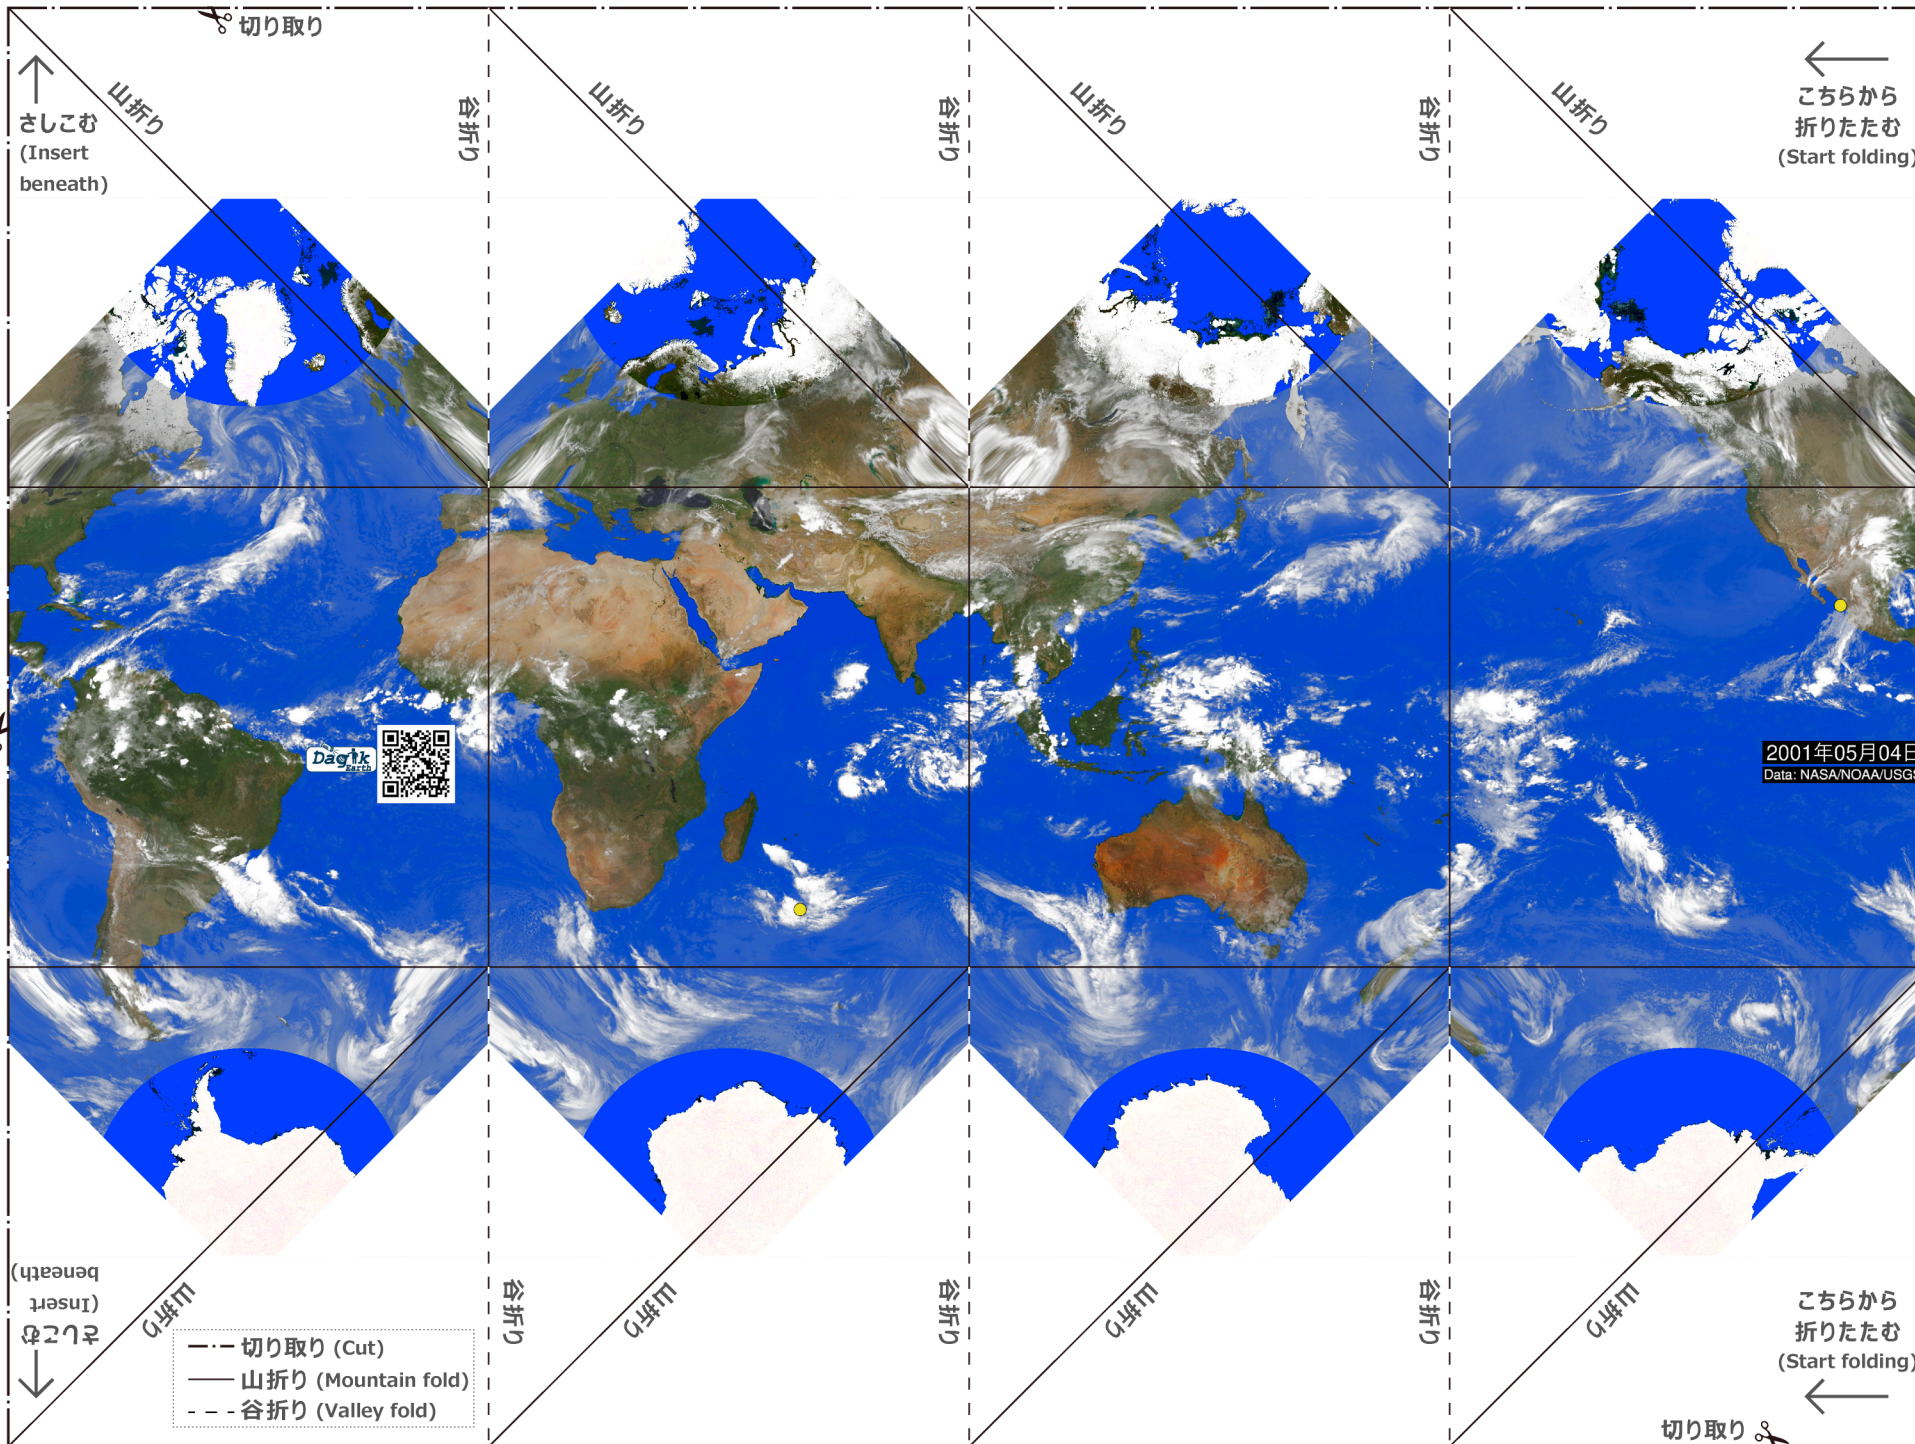 切り取り
さしこむ
(Insert
beneath)
山折り
谷折り
山折り
谷折り
山折り
谷折り
山折り
こちらから
折りたたむ
(Start folding)
Dagik
Earth
2001年05月04日
Data: NASA/NOAA/USGS
さしこむ
(Insert
beneath)
山折り
谷折り
山折り
谷折り
山折り
谷折り
山折り
こちらから
折りたたむ
(Start folding)
切り取り (Cut)
山折り (Mountain fold)
谷折り (Valley fold)
切り取り